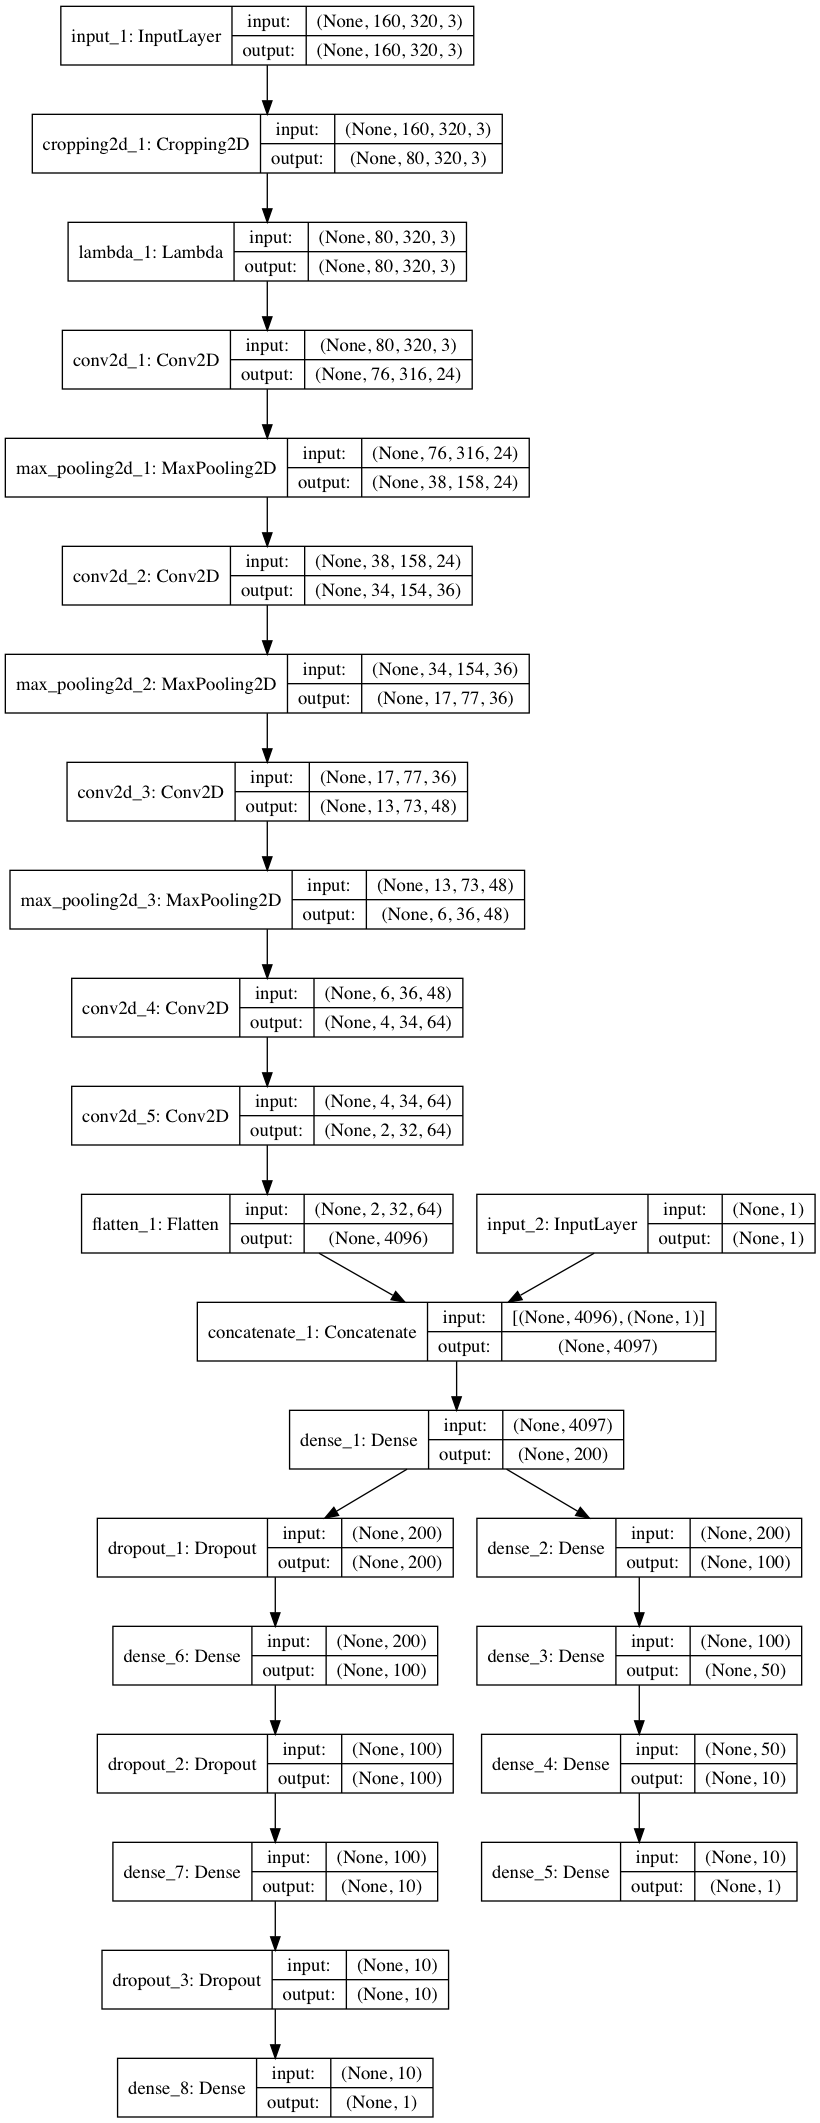 input_1: InputLayer
input: (None, 160, 320, 3)
output: (None, 160, 320, 3)
cropping2d_1: Cropping2D
input: (None, 160, 320, 3)
output: (None, 80, 320, 3)
lambda_1: Lambda
input: (None, 80, 320, 3)
output: (None, 80, 320, 3)
conv2d_1: Conv2D
input: (None, 80, 320, 3)
output: (None, 76, 316, 24)
max_pooling2d_1: MaxPooling2D
input: (None, 76, 316, 24)
output: (None, 38, 158, 24)
conv2d_2: Conv2D
input: (None, 38, 158, 24)
output: (None, 34, 154, 36)
max_pooling2d_2: MaxPooling2D
input: (None, 34, 154, 36)
output: (None, 17, 77, 36)
conv2d_3: Conv2D
input: (None, 17, 77, 36)
output: (None, 13, 73, 48)
max_pooling2d_3: MaxPooling2D
input: (None, 13, 73, 48)
output: (None, 6, 36, 48)
conv2d_4: Conv2D
input: (None, 6, 36, 48)
output: (None, 4, 34, 64)
conv2d_5: Conv2D
input: (None, 4, 34, 64)
output: (None, 2, 32, 64)
flatten_1: Flatten
input: (None, 2, 32, 64)
output: (None, 4096)
input_2: InputLayer
input: (None, 1)
output: (None, 1)
concatenate_1: Concatenate
input: [(None, 4096), (None, 1)]
output: (None, 4097)
dense_1: Dense
input: (None, 4097)
output: (None, 200)
dropout_1: Dropout
input: (None, 200)
output: (None, 200)
dense_2: Dense
input: (None, 200)
output: (None, 100)
dense_6: Dense
input: (None, 200)
output: (None, 100)
dense_3: Dense
input: (None, 100)
output: (None, 50)
dropout_2: Dropout
input: (None, 100)
output: (None, 100)
dense_4: Dense
input: (None, 50)
output: (None, 10)
dense_7: Dense
input: (None, 100)
output: (None, 10)
dense_5: Dense
input: (None, 10)
output: (None, 1)
dropout_3: Dropout
input: (None, 10)
output: (None, 10)
dense_8: Dense
input: (None, 10)
output: (None, 1)